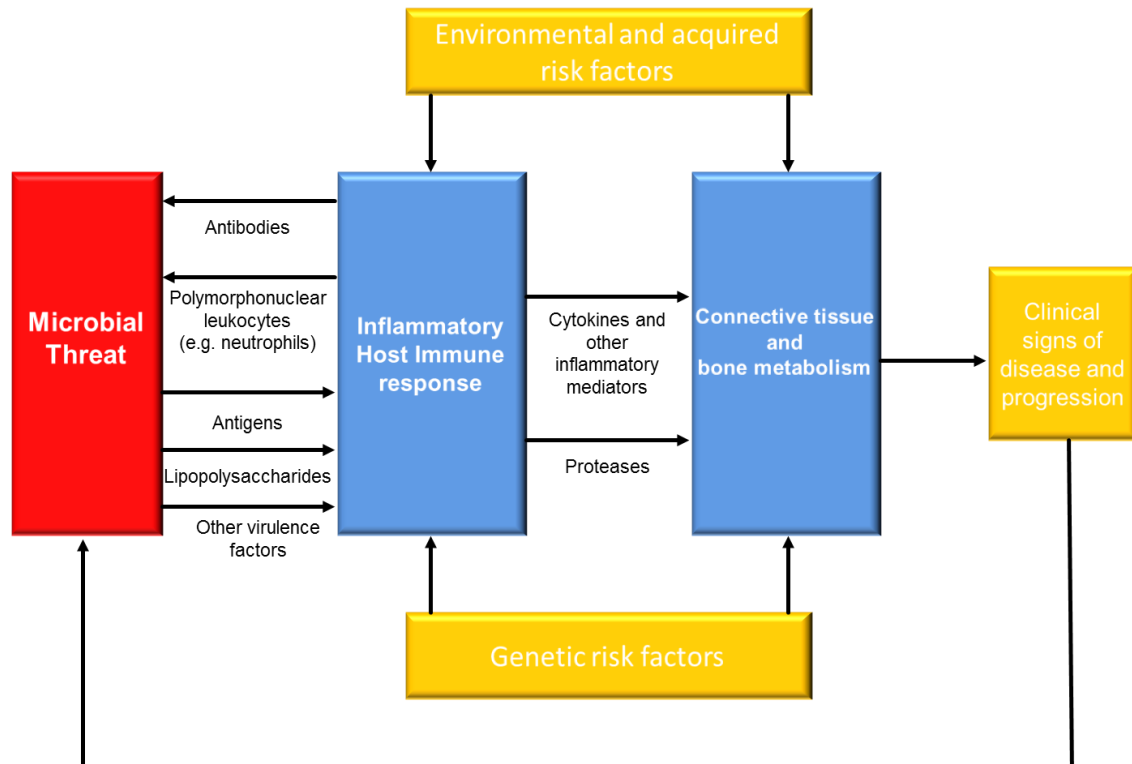 Environmental and acquired
risk factors
Microbial
Threat
Antibodies
Polymorphonuclear
leukocytes
(e.g. neutrophils)
Antigens
Lipopolysaccharides
Other virulence
factors
Inflammatory
Host Immune
response
Cytokines and
other
inflammatory
mediators
Proteases
Connective tissue
and
bone metabolism
Clinical
signs of
disease and
progression
Genetic risk factors